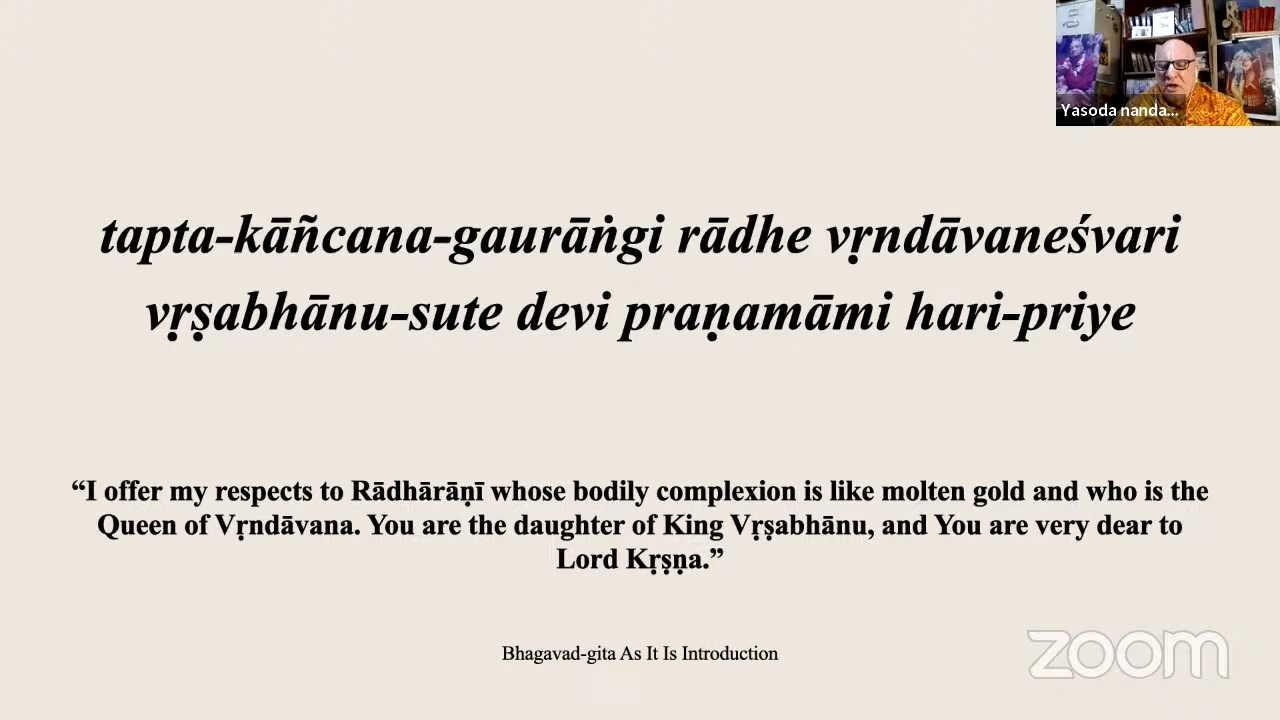 Yasoda nanda...
tapta-kāñcana-gaurāṅgi rādhe vṛndāvaneśvari
vṛṣabhānu-sute devi praṇamāmi hari-priye
“I offer my respects to Rādhārāṇī whose bodily complexion is like molten gold and who is the
Queen of Vṛndāvana. You are the daughter of King Vṛṣabhānu, and You are very dear to
Lord Kṛṣṇa.”
Bhagavad-gita As It Is Introduction
zoom